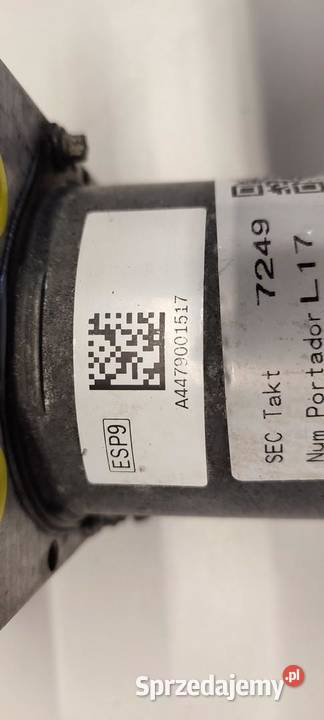 ESP9
A4479001517
SEC Takt 7249
Num Portador L17
Sprzedajemy.pl